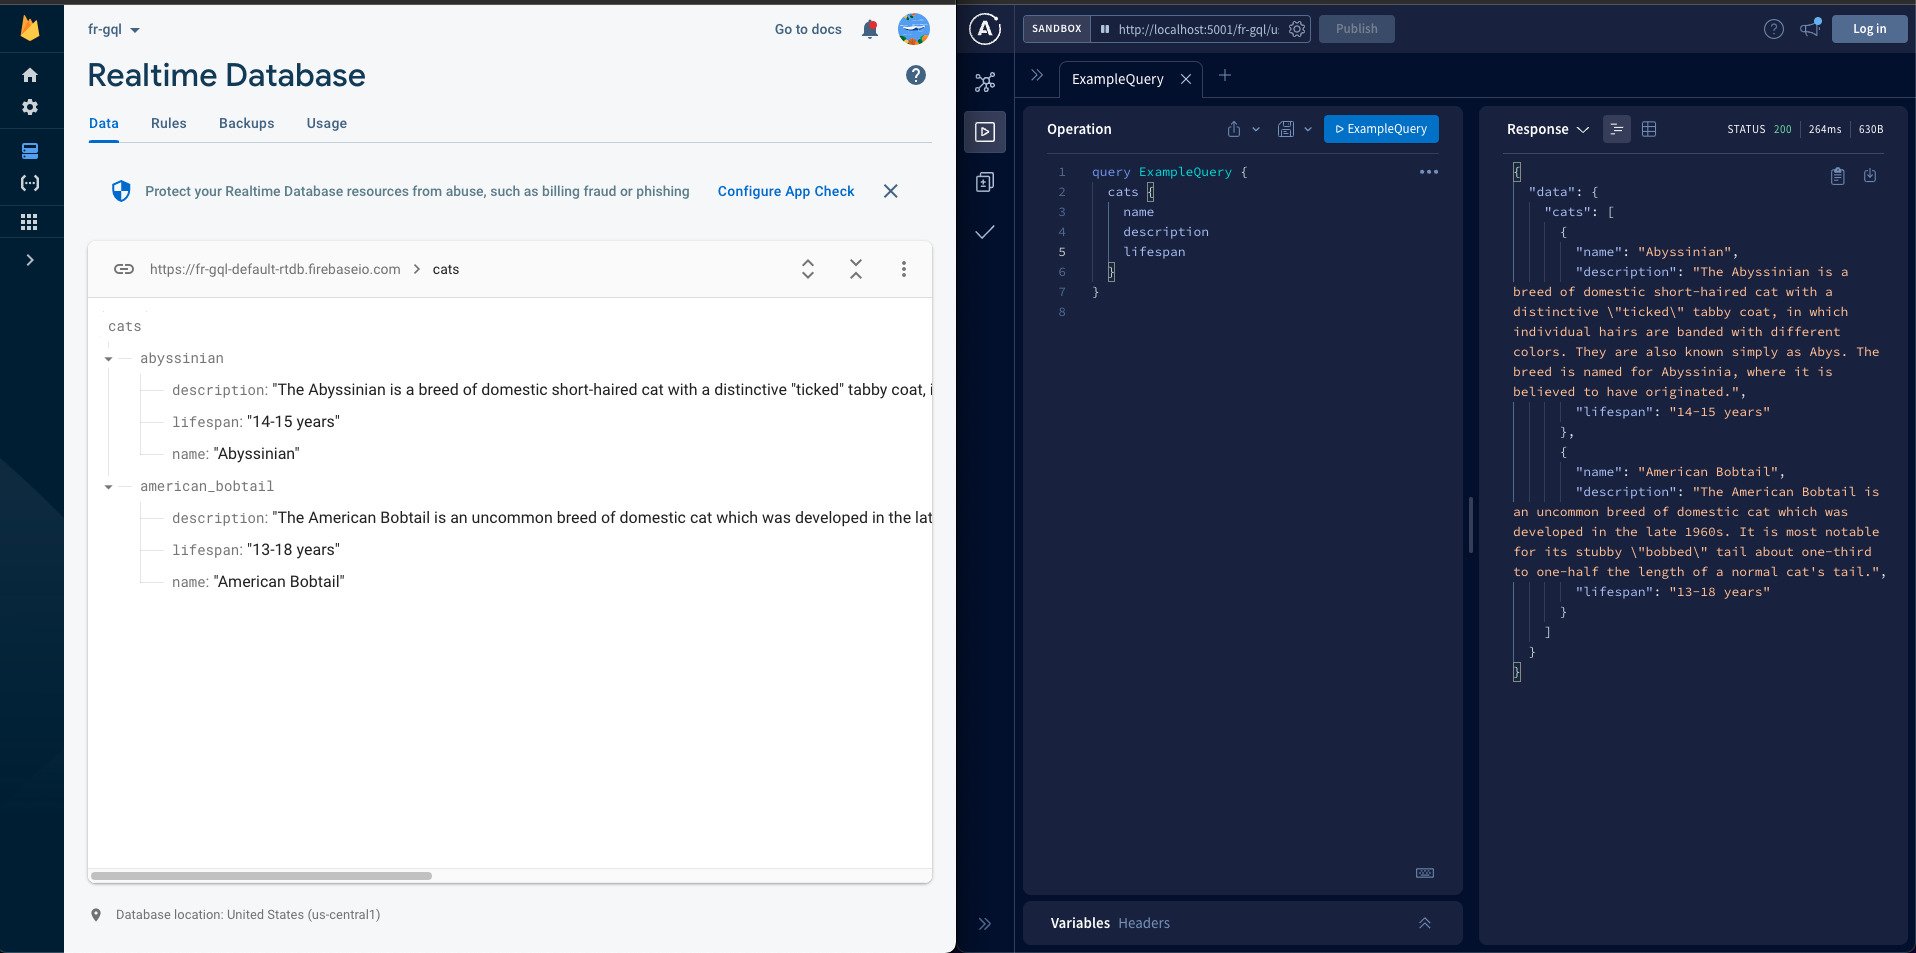 fr-gql
Go to docs
Realtime Database
Data Rules Backups Usage
Protect your Realtime Database resources from abuse, such as billing fraud or phishing Configure App Check
https://fr-gql-default-rtdb.firebaseio.com > cats
cats
abyssinian
description: "The Abyssinian is a breed of domestic short-haired cat with a distinctive "ticked" tabby coat, i
lifespan: "14-15 years"
name: "Abyssinian"
american_bobtail
description: "The American Bobtail is an uncommon breed of domestic cat which was developed in the lat
lifespan: "13-18 years"
name: "American Bobtail"
Database location: United States (us-central1)
SANDBOX http://localhost:5001/fr-gql/u Publish Log in
ExampleQuery
Operation
ExampleQuery
1 query ExampleQuery {
2 cats {
3 name
4 description
5 lifespan
6 }
7 }
8
Variables Headers
Response STATUS 200 264ms 630B
{
"data": {
"cats": [
{
"name": "Abyssinian",
"description": "The Abyssinian is a
breed of domestic short-haired cat with a
distinctive \"ticked\" tabby coat, in which
individual hairs are banded with different
colors. They are also known simply as Abys. The
breed is named for Abyssinia, where it is
believed to have originated.",
"lifespan": "14-15 years"
},
{
"name": "American Bobtail",
"description": "The American Bobtail is
an uncommon breed of domestic cat which was
developed in the late 1960s. It is most notable
for its stubby \"bobbed\" tail about one-third
to one-half the length of a normal cat's tail.",
"lifespan": "13-18 years"
}
]
}
}